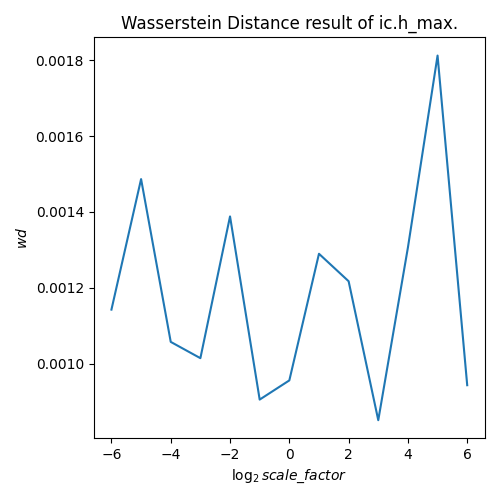 Wasserstein Distance result of ic.h_max.
0.0018
0.0016
0.0014
0.0012
0.0010
wd
−6 −4 −2 0 2 4 6
log₂ scale_factor